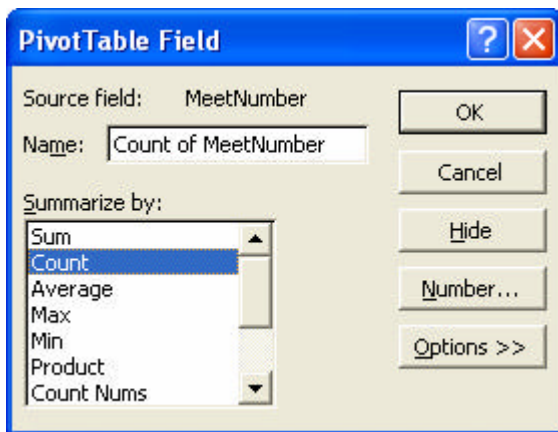 PivotTable Field
Source field: MeetNumber
Name: Count of MeetNumber
Summarize by:
Sum
Count
Average
Max
Min
Product
Count Nums
OK
Cancel
Hide
Number...
Options >>